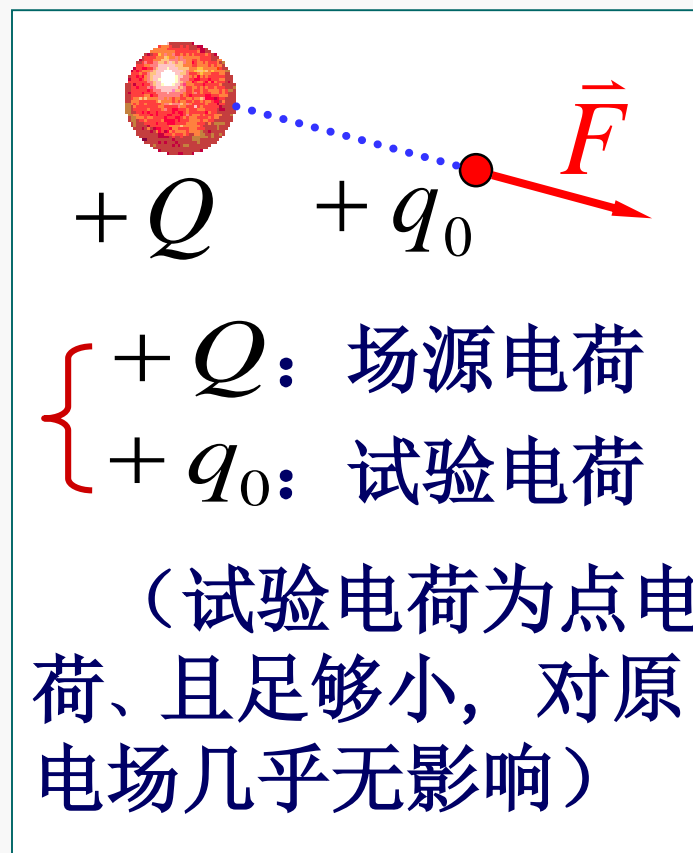 +Q +q₀ F⃗
+Q：场源电荷
+q₀：试验电荷
（试验电荷为点电
荷、且足够小，对原
电场几乎无影响）